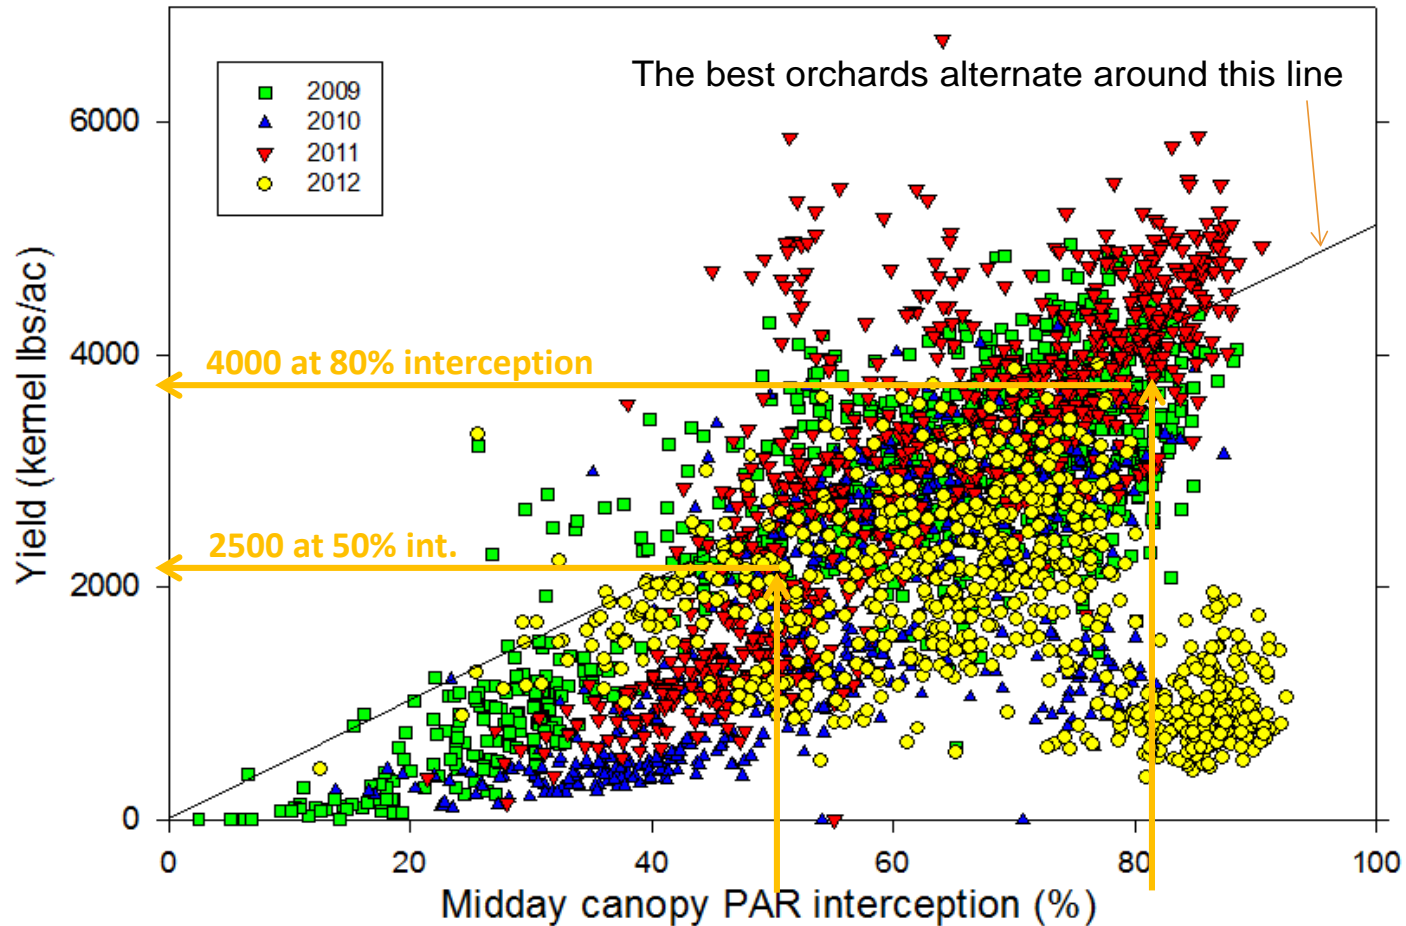 The best orchards alternate around this line
2009
2010
2011
2012
6000
4000
2000
0
4000 at 80% interception
2500 at 50% int.
Yield (kernel lbs/ac)
0
20
40
60
80
100
Midday canopy PAR interception (%)